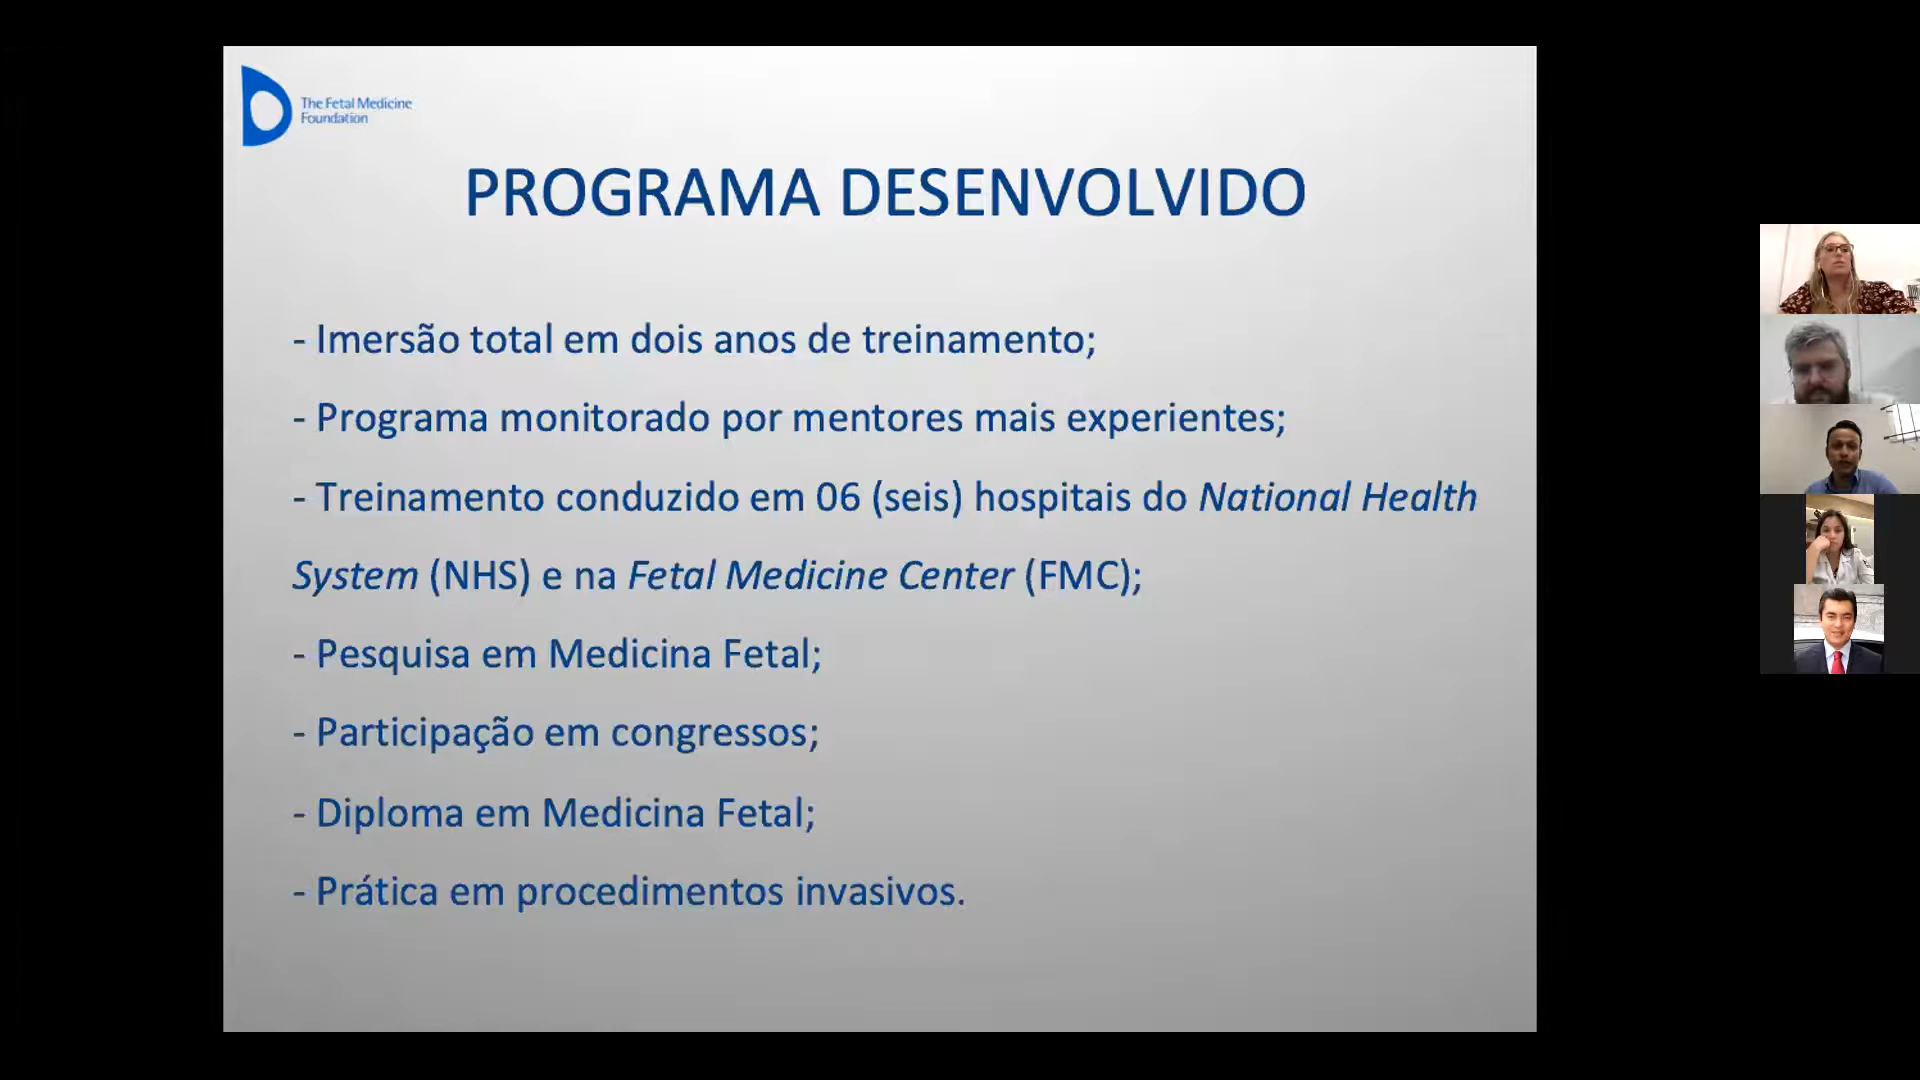 The Fetal Medicine
Foundation
PROGRAMA DESENVOLVIDO
- Imersão total em dois anos de treinamento;
- Programa monitorado por mentores mais experientes;
- Treinamento conduzido em 06 (seis) hospitais do National Health
System (NHS) e na Fetal Medicine Center (FMC);
- Pesquisa em Medicina Fetal;
- Participação em congressos;
- Diploma em Medicina Fetal;
- Prática em procedimentos invasivos.